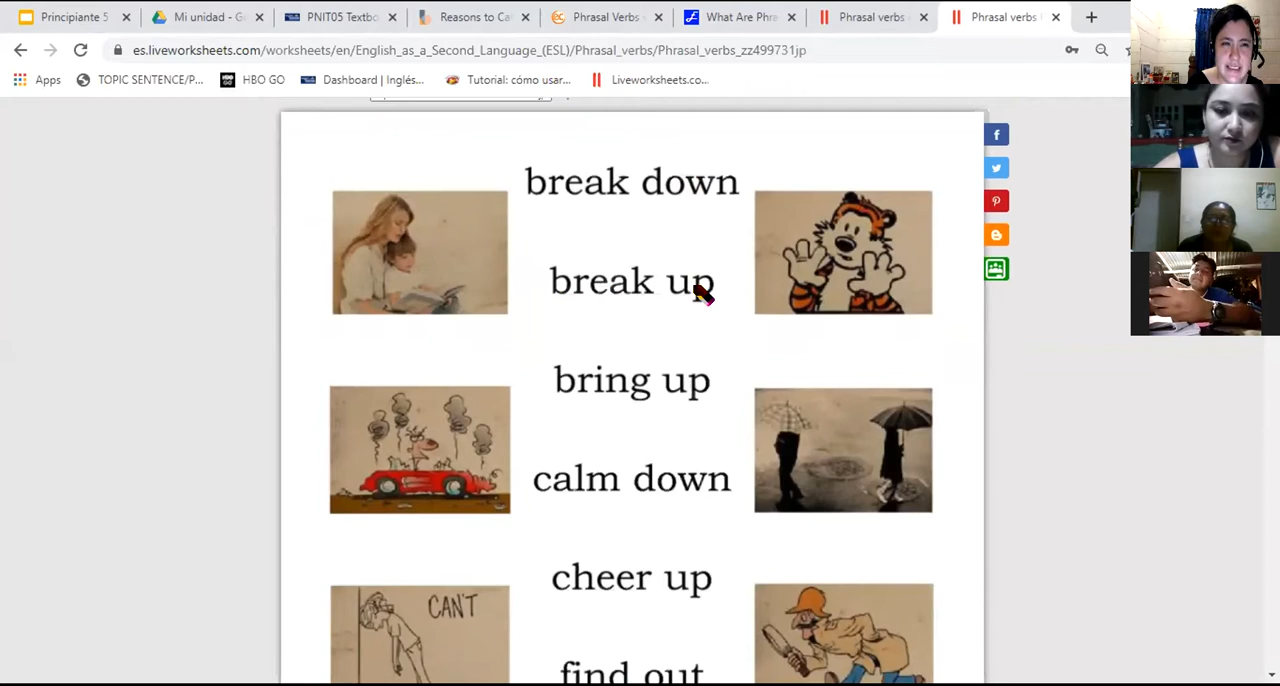 Principiante 5
Mi unidad - G
PNIT05 Textbo
Reasons to Ca
Phrasal Verbs
What Are Phra
Phrasal verbs
Phrasal verbs
es.liveworksheets.com/worksheets/en/English_as_a_Second_Language_(ESL)/Phrasal_verbs/Phrasal_verbs_zz499731jp
Apps
TOPIC SENTENCE/P...
HBO GO
Dashboard | Inglés...
Tutorial: cómo usar...
Liveworksheets.co...
break down
break up
bring up
calm down
cheer up
CAN'T
find out